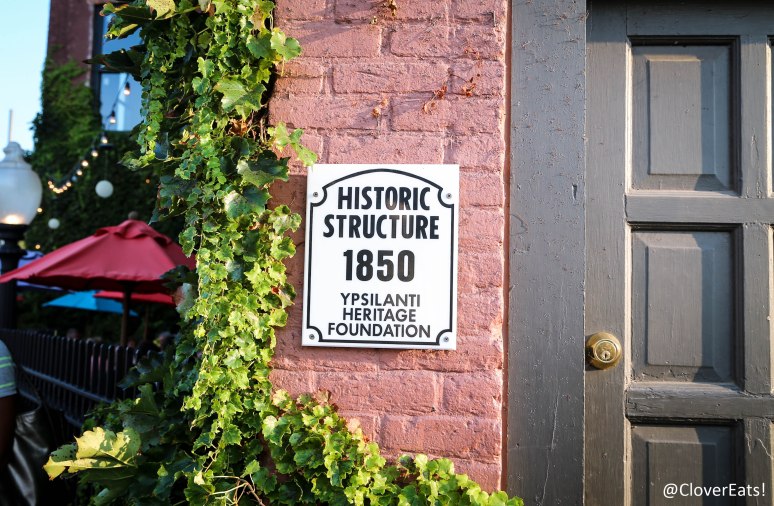 HISTORIC
STRUCTURE
1850
YPSILANTI
HERITAGE
FOUNDATION
@CloverEats!